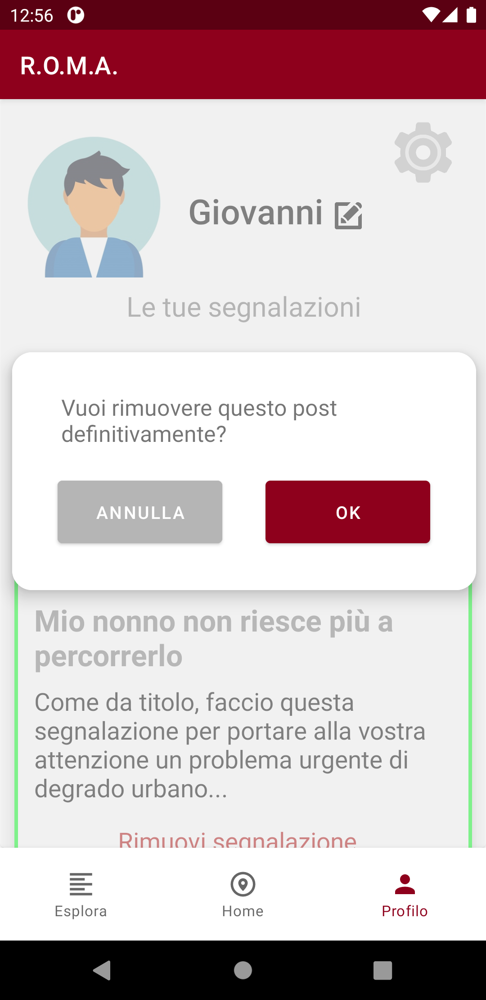 12:56
R.O.M.A.
Giovanni
Le tue segnalazioni
Vuoi rimuovere questo post
definitivamente?
ANNULLA
OK
Mio nonno non riesce più a
percorrerlo
Come da titolo, faccio questa
segnalazione per portare alla vostra
attenzione un problema urgente di
degrado urbano...
Rimuovi segnalazione
Esplora
Home
Profilo